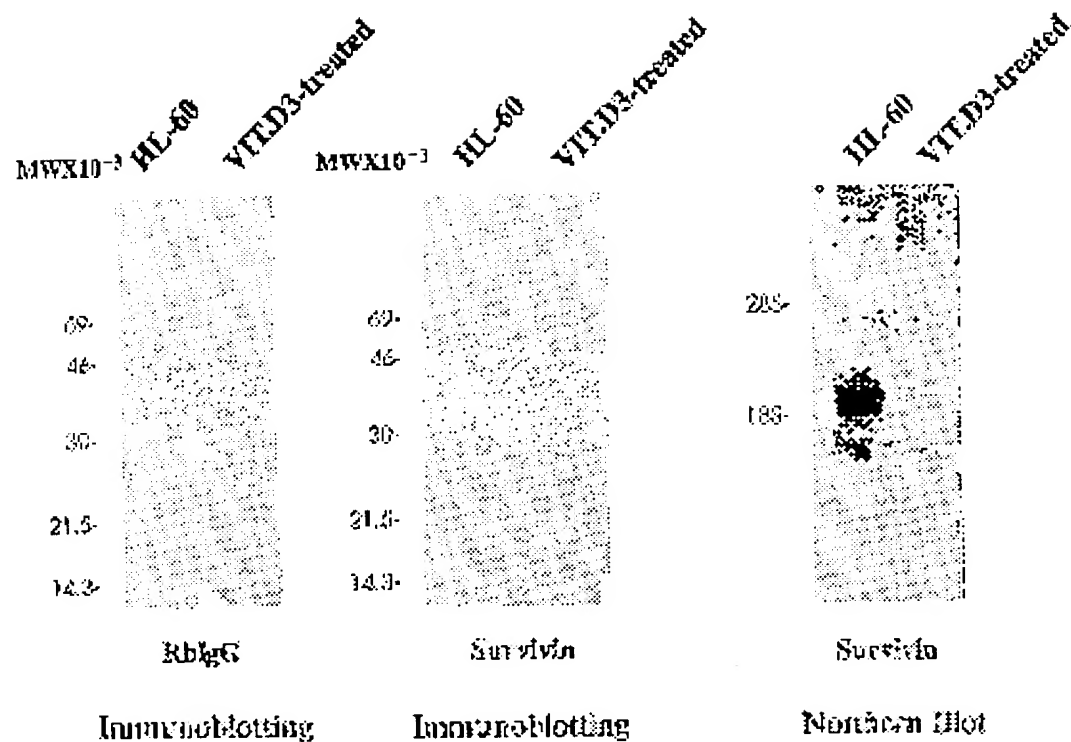 HL-60 VIT.D3-treated HL-60 VIT.D3-treated HL-60 VIT.D3-treated
MWX10⁻³ MWX10⁻³
69- 69- 28S-
46- 46-
30- 30- 18S-
21.5- 21.5-
14.3- 14.3-
RbIgG Survivin Survivin
Immunoblotting Immunoblotting Northern Blot